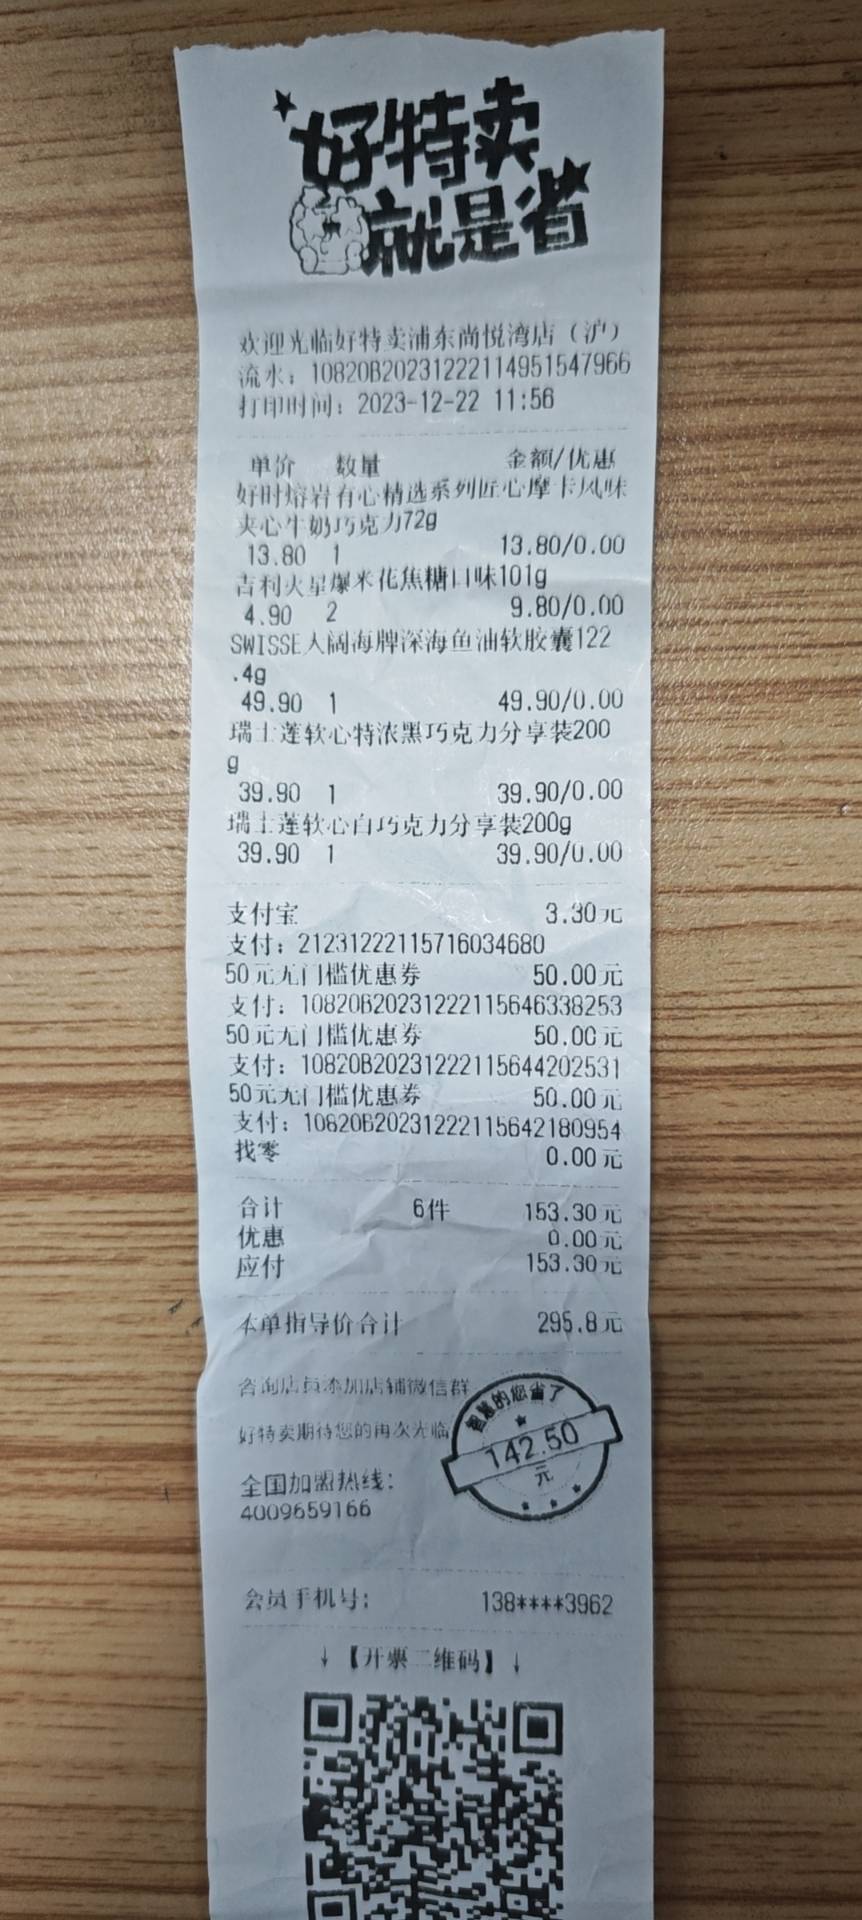 好特卖
就是省
欢迎光临好特卖浦东尚悦湾店（沪）
流水：10820B20231222114951547966
打印时间：2023-12-22 11:56
单价 数量 金额/优惠
好时熔岩有心精选系列匠心摩卡风味
夹心牛奶巧克力72g
13.80 1 13.80/0.00
吉利火星爆米花焦糖口味101g
4.90 2 9.80/0.00
SWISSE人阔海牌深海鱼油软胶囊122
.4g
49.90 1 49.90/0.00
瑞士莲软心特浓黑巧克力分享装200
g
39.90 1 39.90/0.00
瑞士莲软心白巧克力分享装200g
39.90 1 39.90/0.00
支付宝 3.30元
支付：21231222115716034680
50元无门槛优惠券 50.00元
支付：10820B20231222115646338253
50元无门槛优惠券 50.00元
支付：10820B20231222115644202531
50元无门槛优惠券 50.00元
支付：10820B20231222115642180954
找零 0.00元
合计 6件 153.30元
优惠 0.00元
应付 153.30元
本单指导价合计 295.8元
咨询店员添加店铺微信群
好特卖期待您的再次光临
智慧的您省了
142.50
元
全国加盟热线：
4009659166
会员手机号： 138****3962
↓【开票二维码】↓